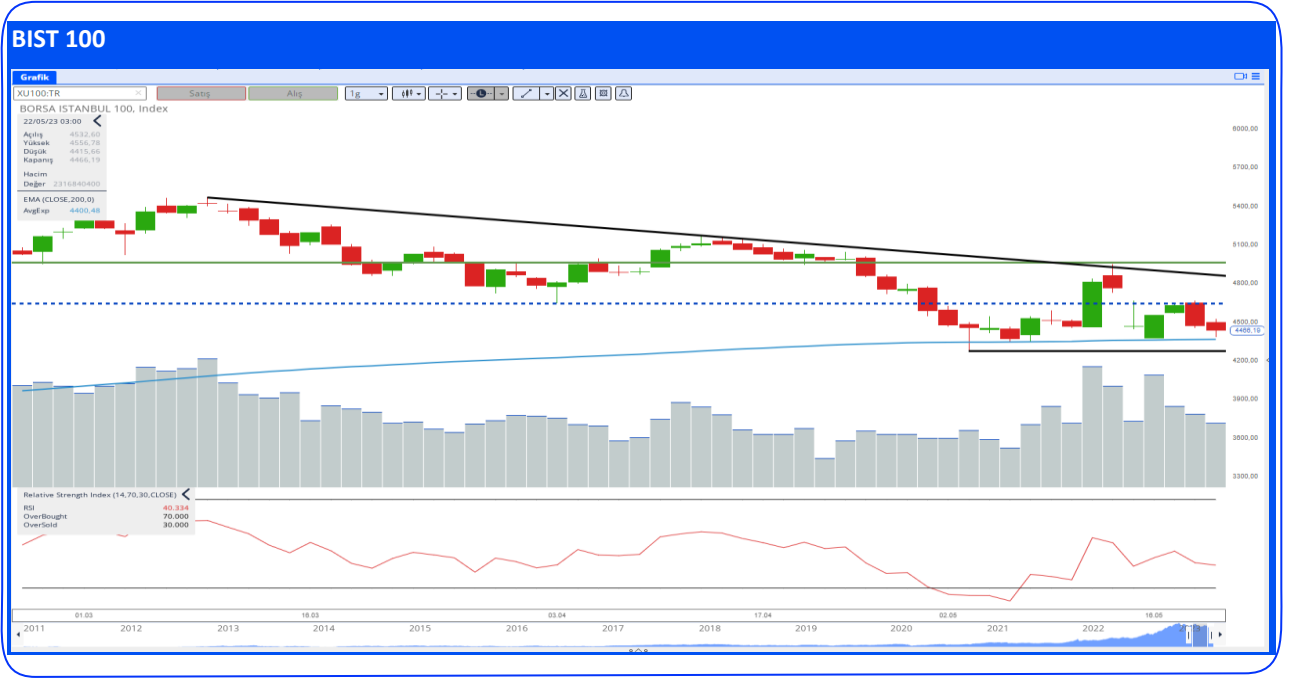 BIST 100
Grafik
XU100:TR
Satış
Alış
1g
BORSA ISTANBUL 100, Index
22/05/23 03:00
Açılış 4532,60
Yüksek 4556,78
Düşük 4415,66
Kapanış 4466,19
Hacim
Değer 2316840400
EMA (CLOSE,200,0)
AvgExp 4400,48
6000,00
5700,00
5400,00
5100,00
4800,00
4500,00
4466,19
4200,00
3900,00
3600,00
3300,00
Relative Strength Index (14,70,30,CLOSE)
RSI 40.334
OverBought 70.000
OverSold 30.000
01.03 16.03 03.04 17.04 02.05 16.05
2011 2012 2013 2014 2015 2016 2017 2018 2019 2020 2021 2022 2023